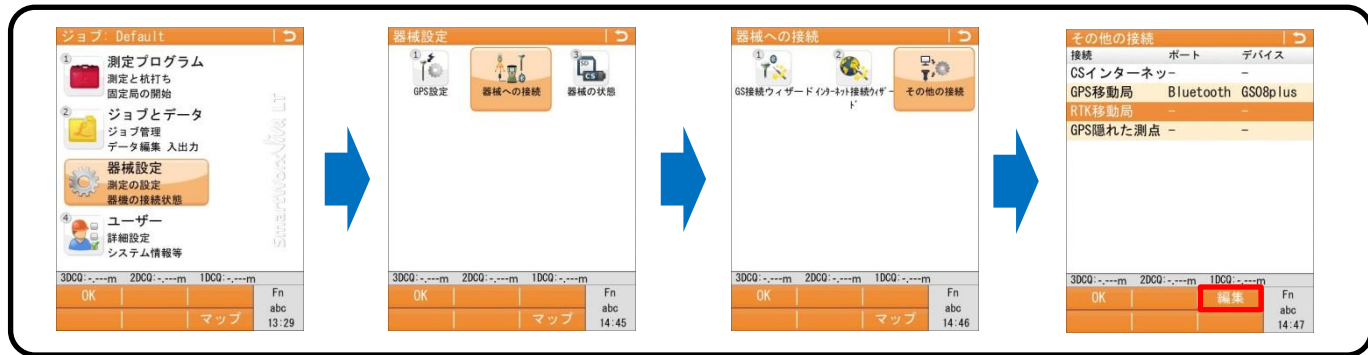 ジョブ: Default
① 測定プログラム
測定と杭打ち
固定局の開始
② ジョブとデータ
ジョブ管理
データ編集 入出力
器械設定
測定の設定
器機の接続状態
④ ユーザー
詳細設定
システム情報等
SmartWorx Viva LT
3DCQ:-.---m 2DCQ:-.---m 1DCQ:-.---m
OK Fn
abc
マップ 13:29
器械設定
① ③
GPS設定 器械への接続 器械の状態
SD
CS
3DCQ:-.---m 2DCQ:-.---m 1DCQ:-.---m
OK Fn
abc
マップ 14:45
器械への接続
① ②
GS接続ウィザード インターネット接続ウィザード その他の接続
3DCQ:-.---m 2DCQ:-.---m 1DCQ:-.---m
OK Fn
abc
マップ 14:46
その他の接続
接続 ポート デバイス
CSインターネッ- -
GPS移動局 Bluetooth GS08plus
RTK移動局 - -
GPS隠れた測点 - -
3DCQ:-.---m 2DCQ:-.---m 1DCQ:-.---m
OK 編集 Fn
abc
14:47